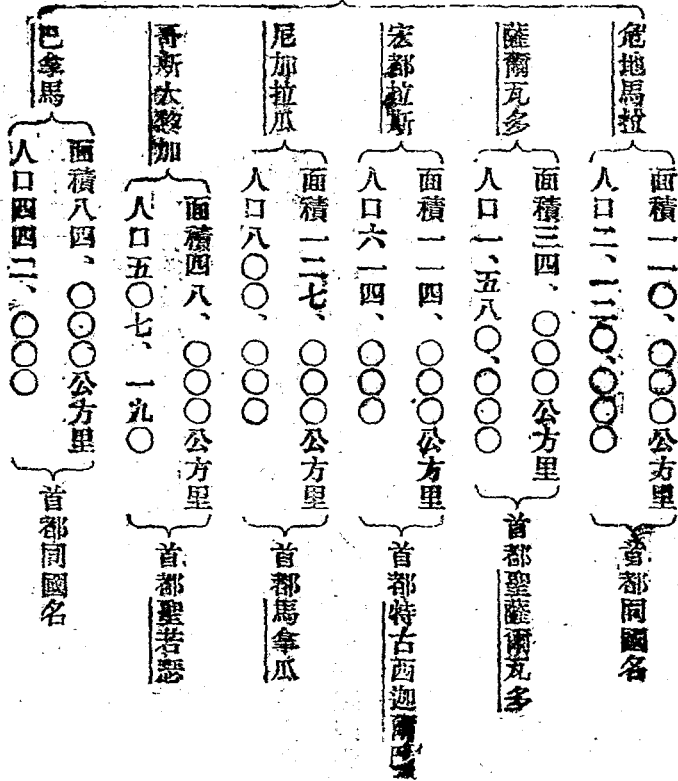 危地馬拉
面積一一〇、〇〇〇公方里
人口二、一二〇、〇〇〇
首都同國名
薩爾瓦多
面積三四、〇〇〇公方里
人口一、五八〇、〇〇〇
首都聖薩爾瓦多
宏都拉斯
面積一一四、〇〇〇公方里
人口六一四、〇〇〇
首都特古西迦爾巴
尼加拉瓜
面積一二七、〇〇〇公方里
人口八〇〇、〇〇〇
首都馬拿瓜
哥斯大黎加
面積四八、〇〇〇公方里
人口五〇七、一九〇
首都聖若瑟
巴拿馬
面積八四、〇〇〇公方里
人口四四二、〇〇〇
首都同國名